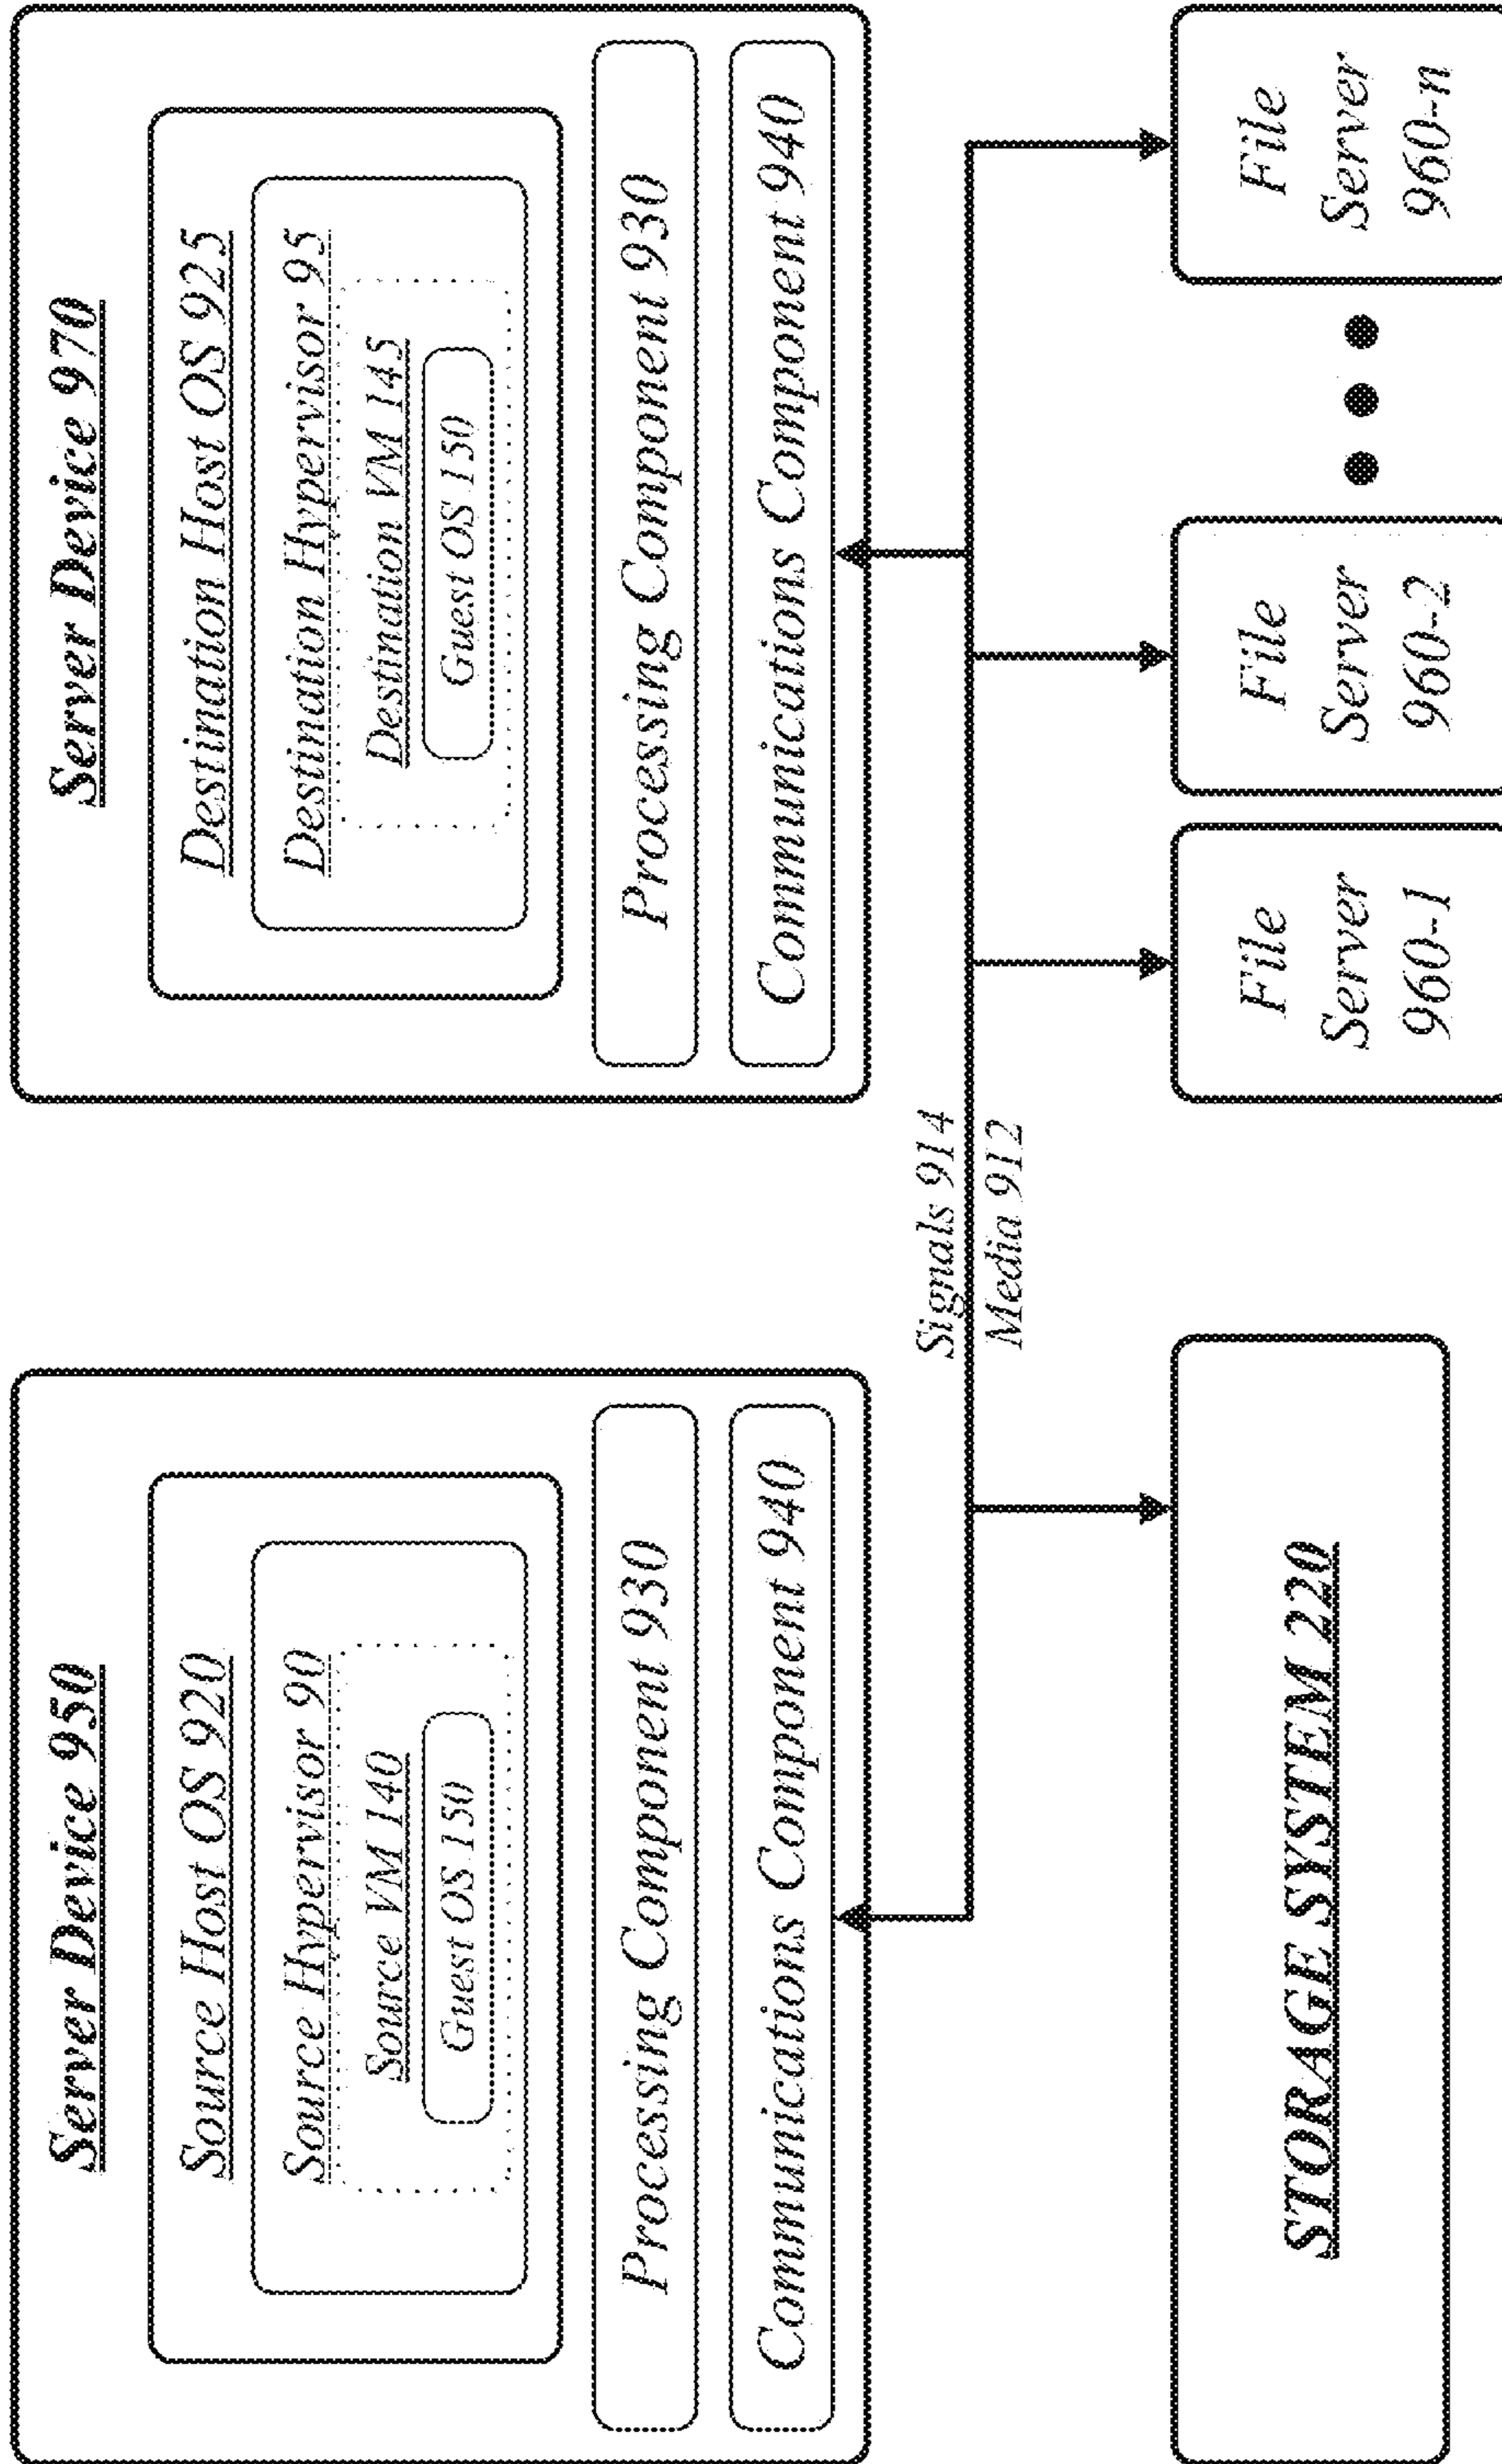 Server Device 950
Source Host OS 920
Source Hypervisor 90
Source VM 140
Guest OS 150
Processing Component 930
Communications Component 940
Server Device 970
Destination Host OS 925
Destination Hypervisor 95
Destination VM 145
Guest OS 150
Processing Component 930
Communications Component 940
Signals 914
Media 912
STORAGE SYSTEM 220
File
Server
960-1
File
Server
960-2
File
Server
960-n